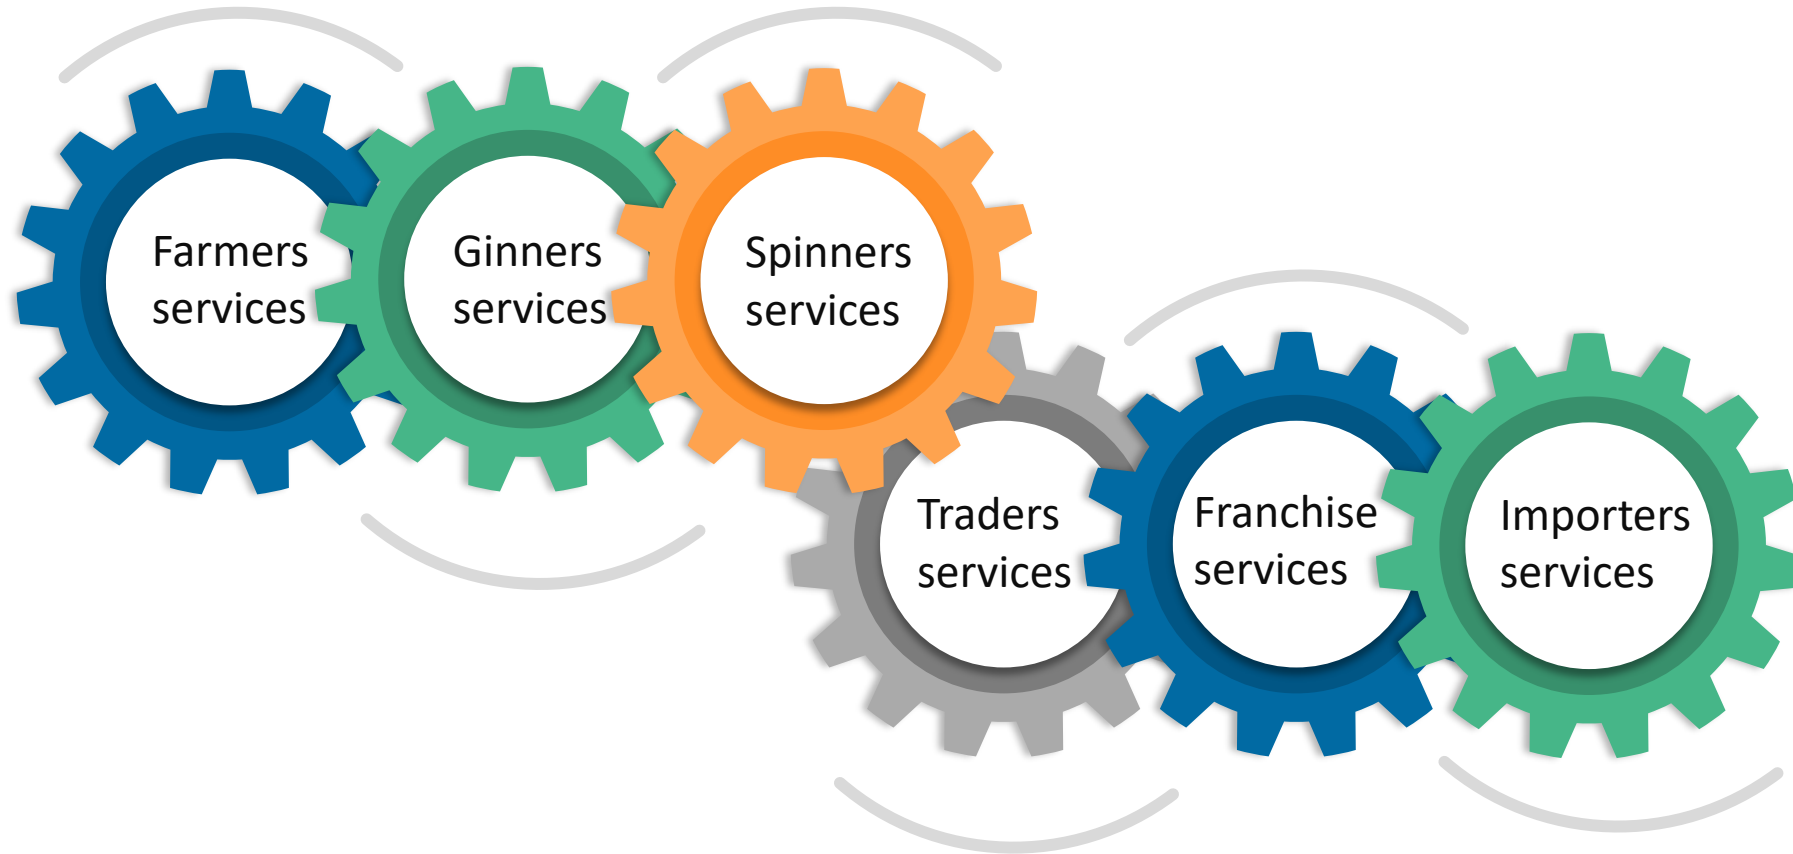 Farmers
services
Ginners
services
Spinners
services
Traders
services
Franchise
services
Importers
services